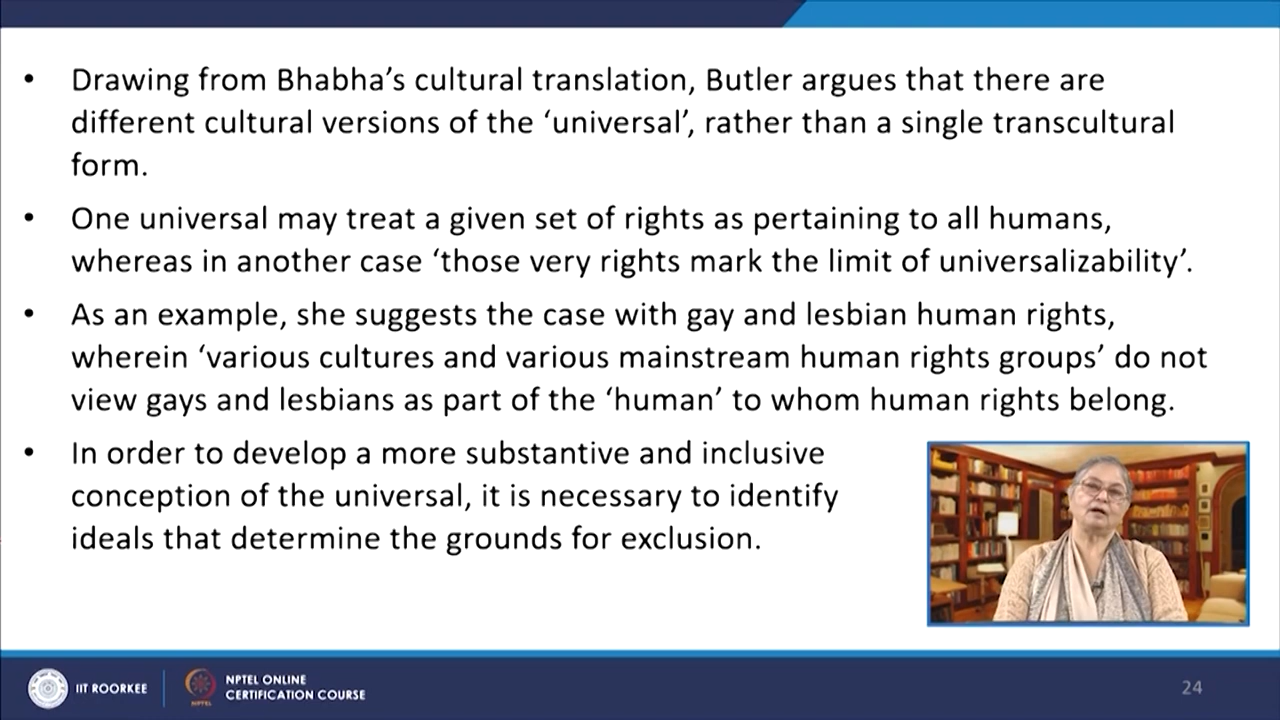 • Drawing from Bhabha’s cultural translation, Butler argues that there are
different cultural versions of the ‘universal’, rather than a single transcultural
form.
• One universal may treat a given set of rights as pertaining to all humans,
whereas in another case ‘those very rights mark the limit of universalizability’.
• As an example, she suggests the case with gay and lesbian human rights,
wherein ‘various cultures and various mainstream human rights groups’ do not
view gays and lesbians as part of the ‘human’ to whom human rights belong.
• In order to develop a more substantive and inclusive
conception of the universal, it is necessary to identify
ideals that determine the grounds for exclusion.
IIT ROORKEE
NPTEL
NPTEL ONLINE
CERTIFICATION COURSE
24